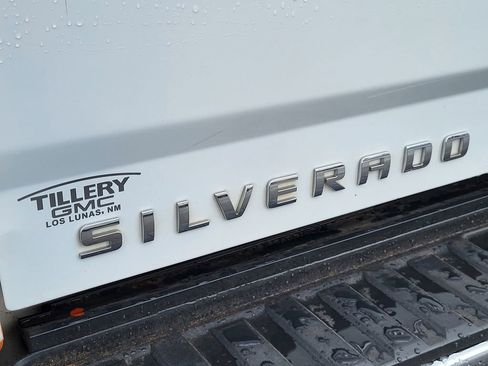 TILLERY
GMC
LOS LUNAS, NM
SILVERADO